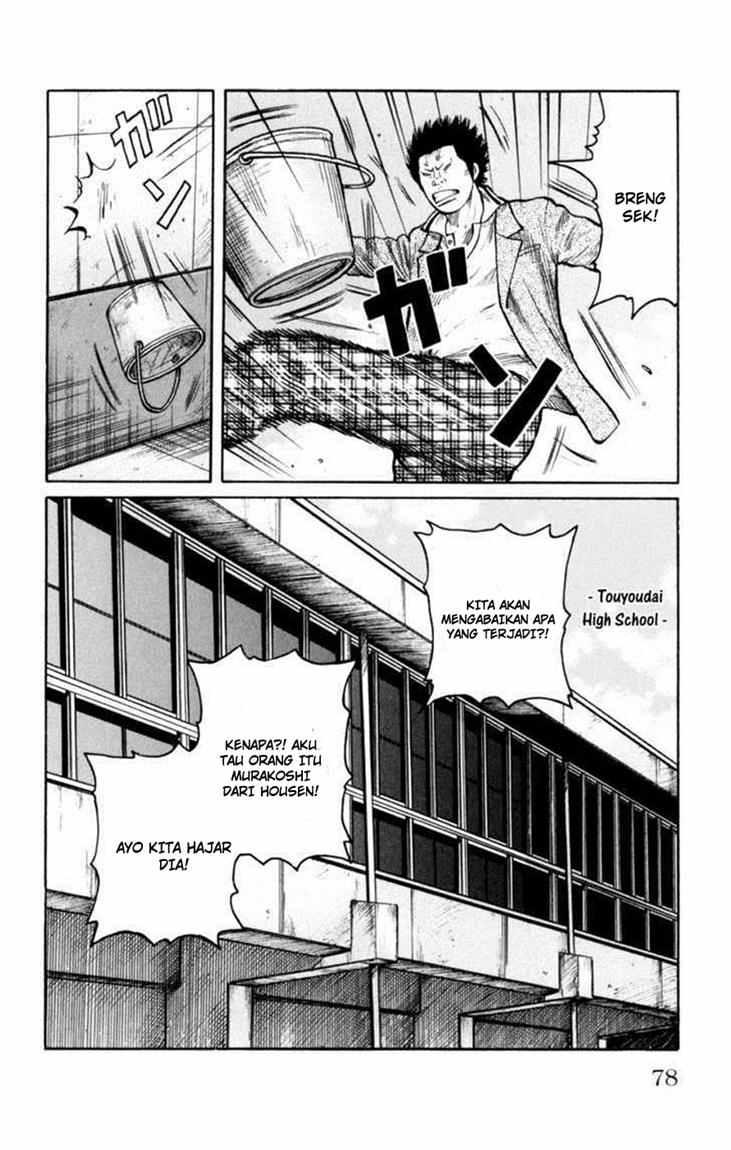 BRENG
SEK!
ガン
ガン
- Touyoudai
High School -
KITA AKAN
MENGABAIKAN APA
YANG TERJADI?!
KENAPA?! AKU
TAU ORANG ITU
MURAKOSHI
DARI HOUSEN!
AYO KITA HAJAR
DIA!
78